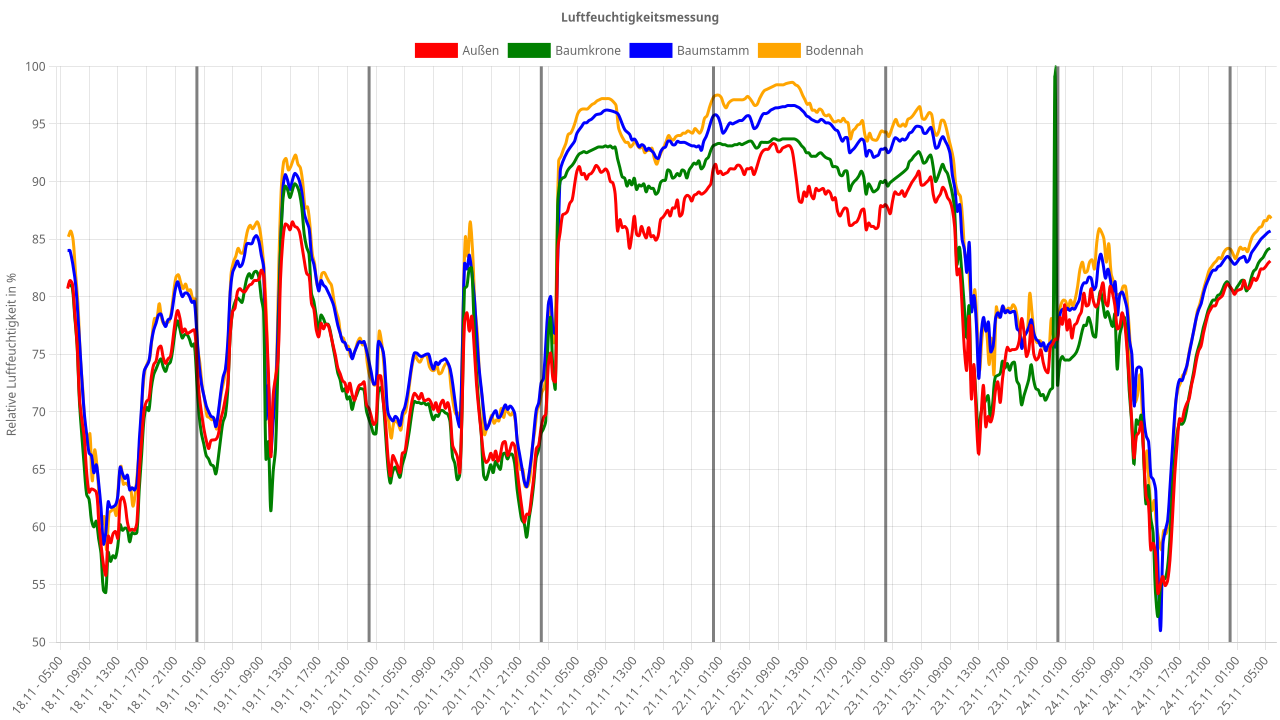 Luftfeuchtigkeitsmessung
Außen Baumkrone Baumstamm Bodennah
Relative Luftfeuchtigkeit in %
100
95
90
85
80
75
70
65
60
55
50
18.11 - 05:00
18.11 - 09:00
18.11 - 13:00
18.11 - 17:00
18.11 - 21:00
19.11 - 01:00
19.11 - 05:00
19.11 - 09:00
19.11 - 13:00
19.11 - 17:00
19.11 - 21:00
20.11 - 01:00
20.11 - 05:00
20.11 - 09:00
20.11 - 13:00
20.11 - 17:00
20.11 - 21:00
21.11 - 01:00
21.11 - 05:00
21.11 - 09:00
21.11 - 13:00
21.11 - 17:00
21.11 - 21:00
22.11 - 01:00
22.11 - 05:00
22.11 - 09:00
22.11 - 13:00
22.11 - 17:00
22.11 - 21:00
23.11 - 01:00
23.11 - 05:00
23.11 - 09:00
23.11 - 13:00
23.11 - 17:00
23.11 - 21:00
24.11 - 01:00
24.11 - 05:00
24.11 - 09:00
24.11 - 13:00
24.11 - 17:00
24.11 - 21:00
25.11 - 01:00
25.11 - 05:00